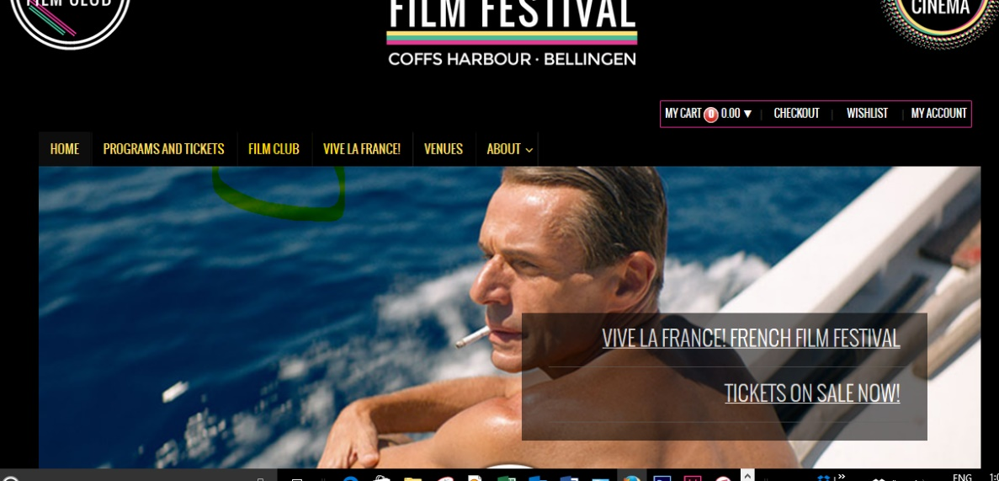 FILM CLUB
FILM FESTIVAL
CINEMA
COFFS HARBOUR · BELLINGEN
MY CART 0 0.00 ▼ | CHECKOUT | WISHLIST | MY ACCOUNT
HOME PROGRAMS AND TICKETS FILM CLUB VIVE LA FRANCE! VENUES ABOUT
VIVE LA FRANCE! FRENCH FILM FESTIVAL
TICKETS ON SALE NOW!
ENG